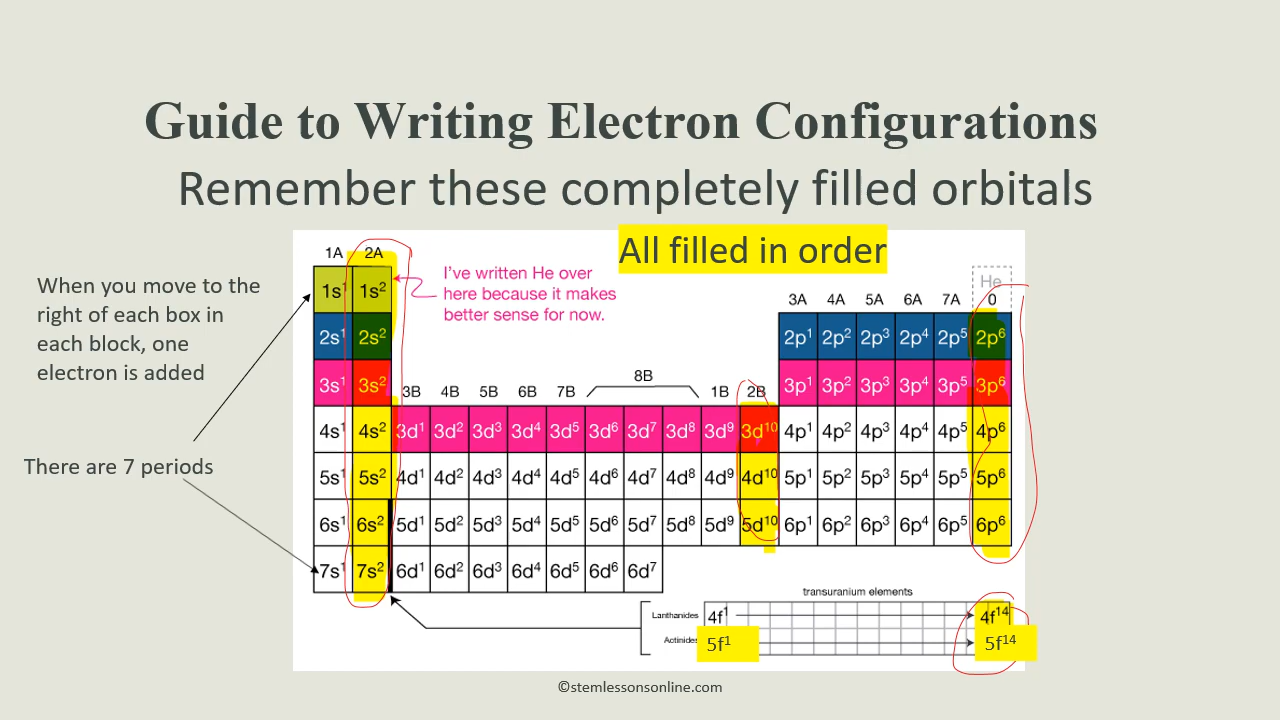 Guide to Writing Electron Configurations
Remember these completely filled orbitals
All filled in order
1A 2A
When you move to the
right of each box in
each block, one
electron is added
There are 7 periods
I've written He over
here because it makes
better sense for now.
He
3A 4A 5A 6A 7A 0
1s¹ 1s²
2s¹ 2s² 2p¹ 2p² 2p³ 2p⁴ 2p⁵ 2p⁶
3s¹ 3s² 3p¹ 3p² 3p³ 3p⁴ 3p⁵ 3p⁶
3B 4B 5B 6B 7B 8B 1B 2B
4s¹ 4s² 3d¹ 3d² 3d³ 3d⁴ 3d⁵ 3d⁶ 3d⁷ 3d⁸ 3d⁹ 3d¹⁰ 4p¹ 4p² 4p³ 4p⁴ 4p⁵ 4p⁶
5s¹ 5s² 4d¹ 4d² 4d³ 4d⁴ 4d⁵ 4d⁶ 4d⁷ 4d⁸ 4d⁹ 4d¹⁰ 5p¹ 5p² 5p³ 5p⁴ 5p⁵ 5p⁶
6s¹ 6s² 5d¹ 5d² 5d³ 5d⁴ 5d⁵ 5d⁶ 5d⁷ 5d⁸ 5d⁹ 5d¹⁰ 6p¹ 6p² 6p³ 6p⁴ 6p⁵ 6p⁶
7s¹ 7s² 6d¹ 6d² 6d³ 6d⁴ 6d⁵ 6d⁶ 6d⁷
transuranium elements
Lanthanides 4f¹ 4f¹⁴
Actinides 5f¹ 5f¹⁴
©stemlessonsonline.com